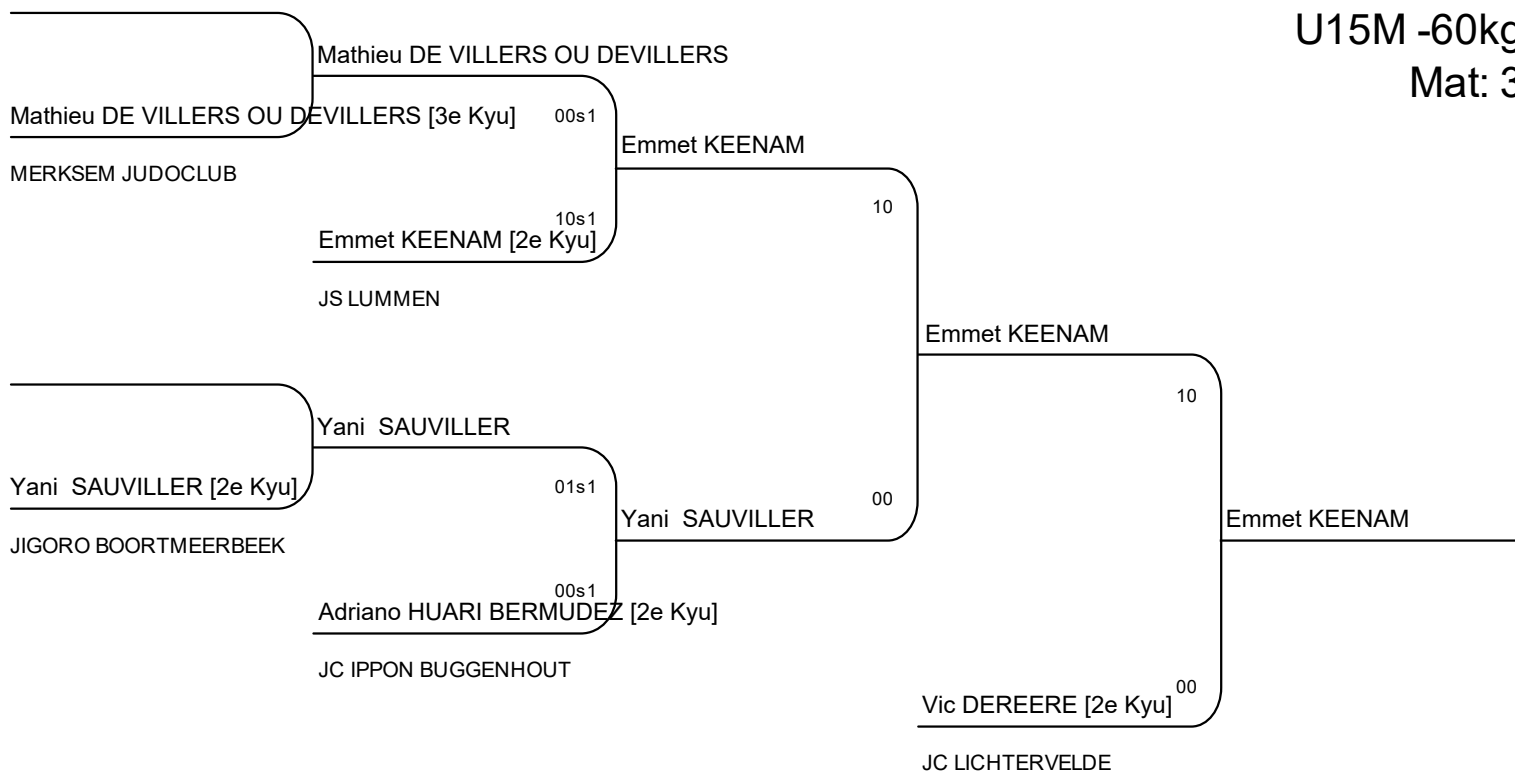 U15M -60kg
Mat: 3
Mathieu DE VILLERS OU DEVILLERS
Mathieu DE VILLERS OU DEVILLERS [3e Kyu]
00s1
MERKSEM JUDOCLUB
Emmet KEENAM
10s1
Emmet KEENAM [2e Kyu]
JS LUMMEN
10
Emmet KEENAM
Yani  SAUVILLER
Yani  SAUVILLER [2e Kyu]
01s1
JIGORO BOORTMEERBEEK
Yani  SAUVILLER
00
00s1
Adriano HUARI BERMUDEZ [2e Kyu]
JC IPPON BUGGENHOUT
10
Emmet KEENAM
00
Vic DEREERE [2e Kyu]
JC LICHTERVELDE